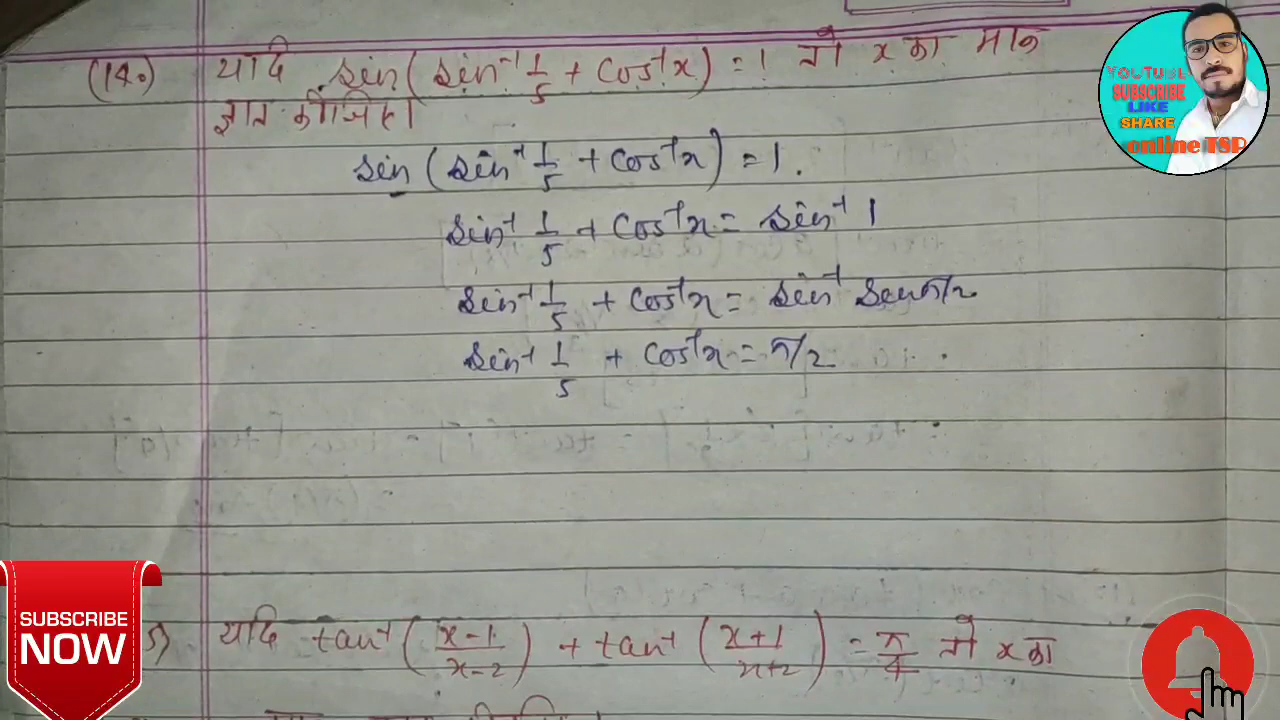 (14.) यदि sin(sin⁻¹ 1/5 + cos⁻¹x) = 1 तो x का मान
ज्ञात कीजिए।
sin(sin⁻¹ 1/5 + cos⁻¹x) = 1.
sin⁻¹ 1/5 + cos⁻¹x = sin⁻¹ 1
sin⁻¹ 1/5 + cos⁻¹x = sin⁻¹ sin π/2
sin⁻¹ 1/5 + cos⁻¹x = π/2
5) यदि tan⁻¹(x-1/x-2) + tan⁻¹(x+1/x+2) = π/4 तो x का
YOUTUBE
SUBSCRIBE
LIKE
SHARE
online TSP
SUBSCRIBE
NOW